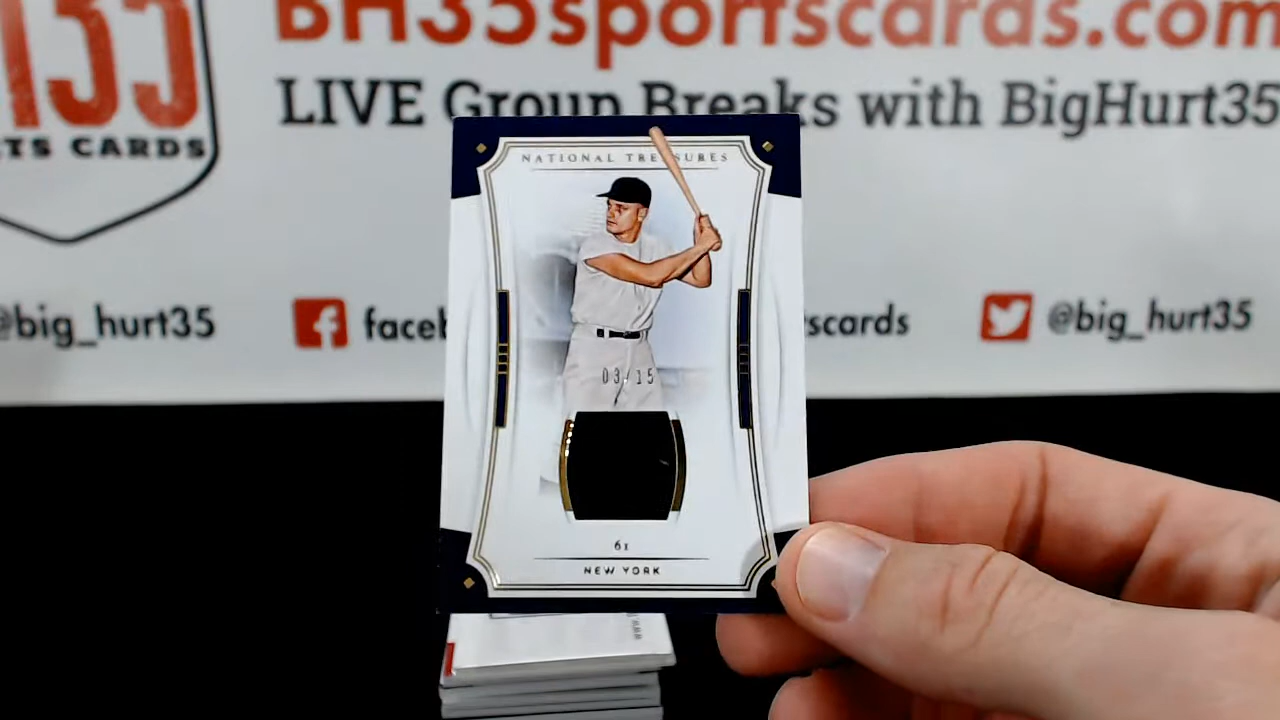 BH35sportscards.com
LIVE Group Breaks with BigHurt35
135
TS CARDS
@big_hurt35
faceb
scards
@big_hurt35
NATIONAL TREASURES
03/15
61
NEW YORK